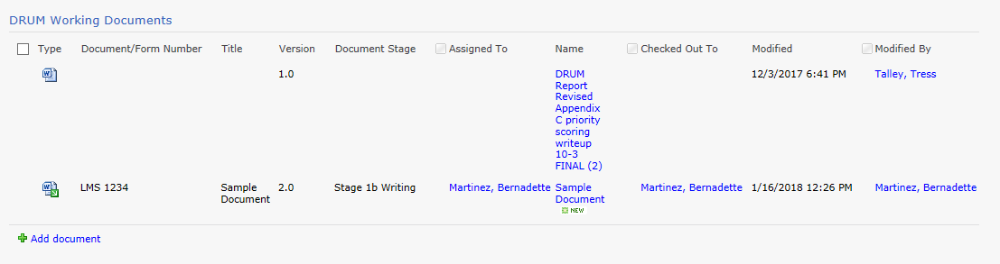 DRUM Working Documents
Type Document/Form Number Title Version Document Stage Assigned To Name Checked Out To Modified Modified By
1.0 DRUM 12/3/2017 6:41 PM Talley, Tress
Report
Revised
Appendix
C priority
scoring
writeup
10-3
FINAL (2)
LMS 1234 Sample 2.0 Stage 1b Writing Martinez, Bernadette Sample Martinez, Bernadette 1/16/2018 12:26 PM Martinez, Bernadette
Document Document
NEW
Add document